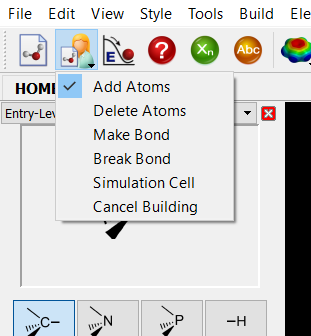 File Edit View Style Tools Build Ele
? Xn Abc
HOME
Entry-Lev
Add Atoms
Delete Atoms
Make Bond
Break Bond
Simulation Cell
Cancel Building
C– N P –H